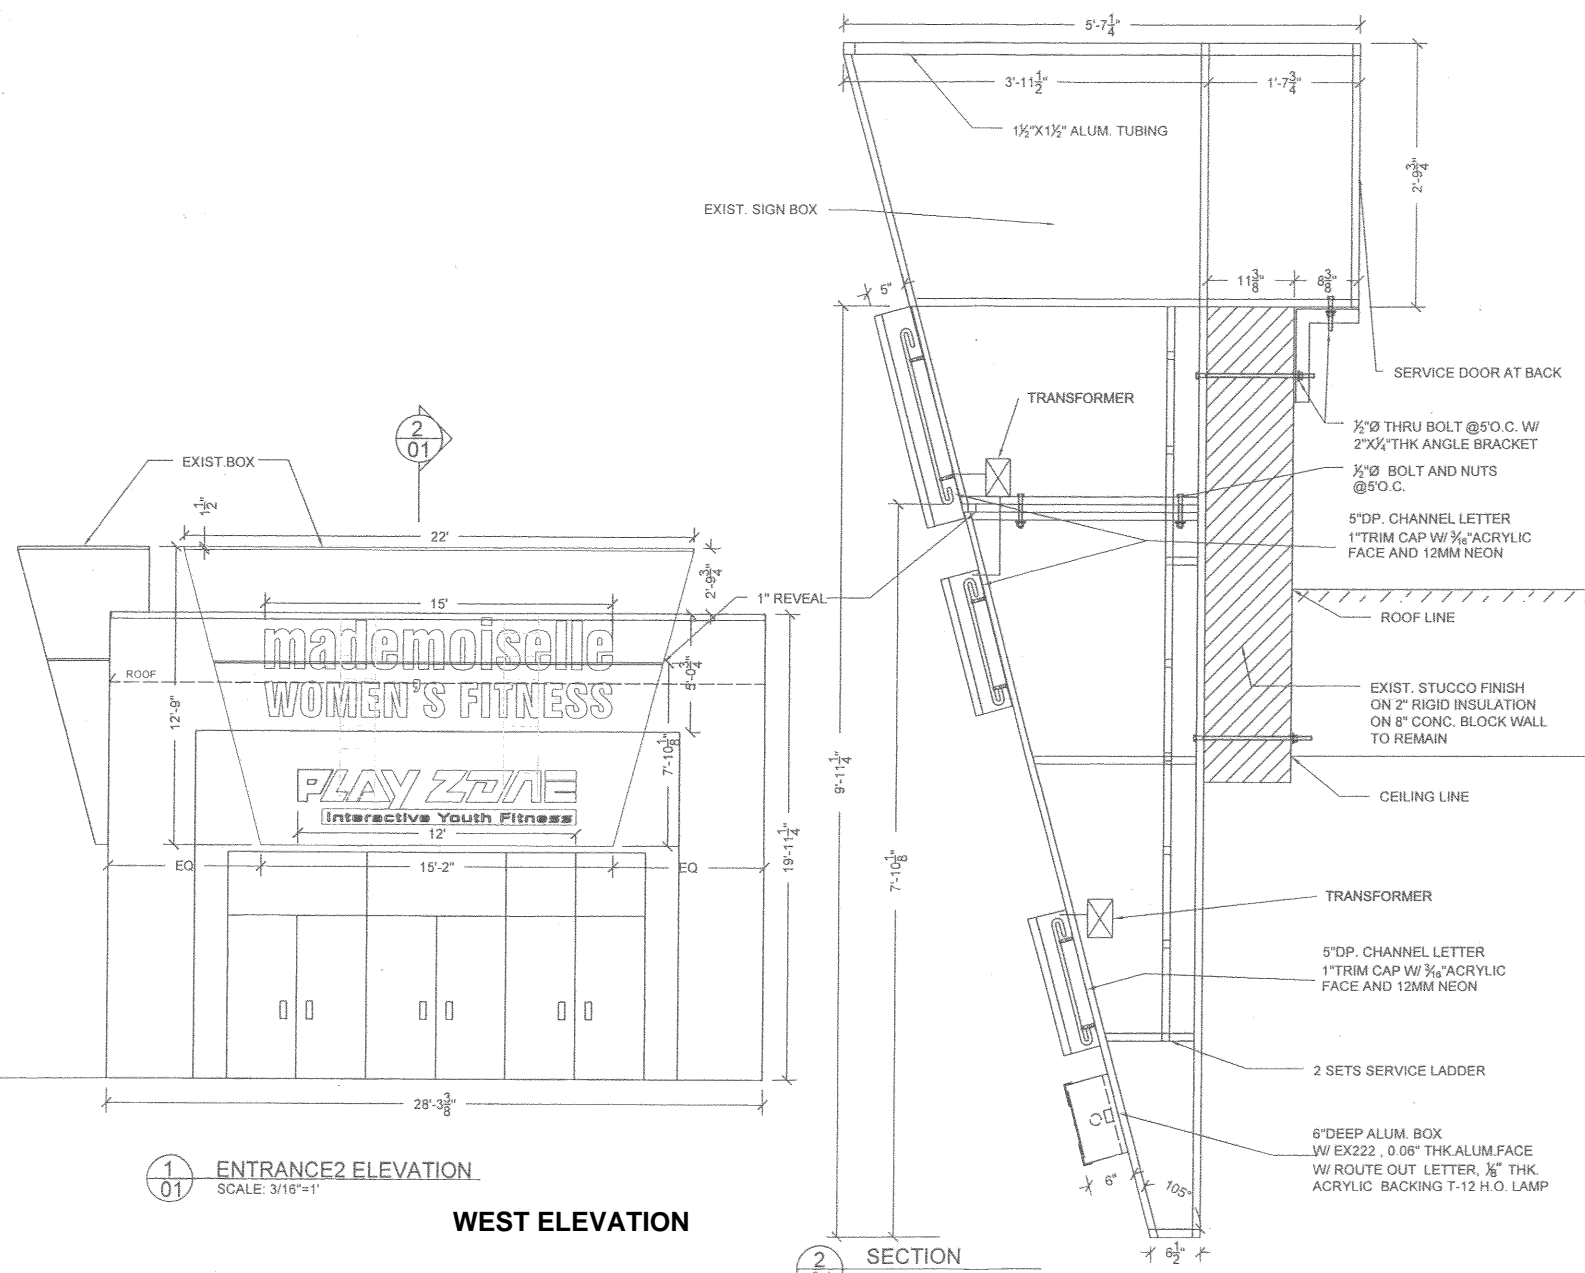 5'-7 1/4"
3'-11 1/2"
1'-7 3/4"
1½"X1½" ALUM. TUBING
2'-9 3/4"
EXIST. SIGN BOX
11 3/8"
8 3/8"
5"
SERVICE DOOR AT BACK
TRANSFORMER
½"Ø THRU BOLT @5'O.C. W/
2"X¼"THK ANGLE BRACKET
½"Ø BOLT AND NUTS
@5'O.C.
5"DP. CHANNEL LETTER
1"TRIM CAP W/ 3/16"ACRYLIC
FACE AND 12MM NEON
1" REVEAL
ROOF LINE
EXIST. STUCCO FINISH
ON 2" RIGID INSULATION
ON 8" CONC. BLOCK WALL
TO REMAIN
9'-11 1/4"
7'-10 1/8"
CEILING LINE
TRANSFORMER
5"DP. CHANNEL LETTER
1"TRIM CAP W/ 3/16"ACRYLIC
FACE AND 12MM NEON
2 SETS SERVICE LADDER
6"DEEP ALUM. BOX
W/ EX222 , 0.06" THK.ALUM.FACE
W/ ROUTE OUT LETTER, ⅛" THK.
ACRYLIC BACKING T-12 H.O. LAMP
6"
105°
6 1/2"
2
SECTION
2
01
EXIST.BOX
1 1/2"
22'
2'-9 3/4"
15'
mademoiselle
WOMEN'S FITNESS
ROOF
5'-0 3/4"
12'-9"
7'-10 1/8"
PLAY ZONE
Interactive Youth Fitness
12'
19'-11 1/4"
EQ
15'-2"
EQ
28'-3 3/8"
1
01
ENTRANCE2 ELEVATION
SCALE: 3/16"=1'
WEST ELEVATION